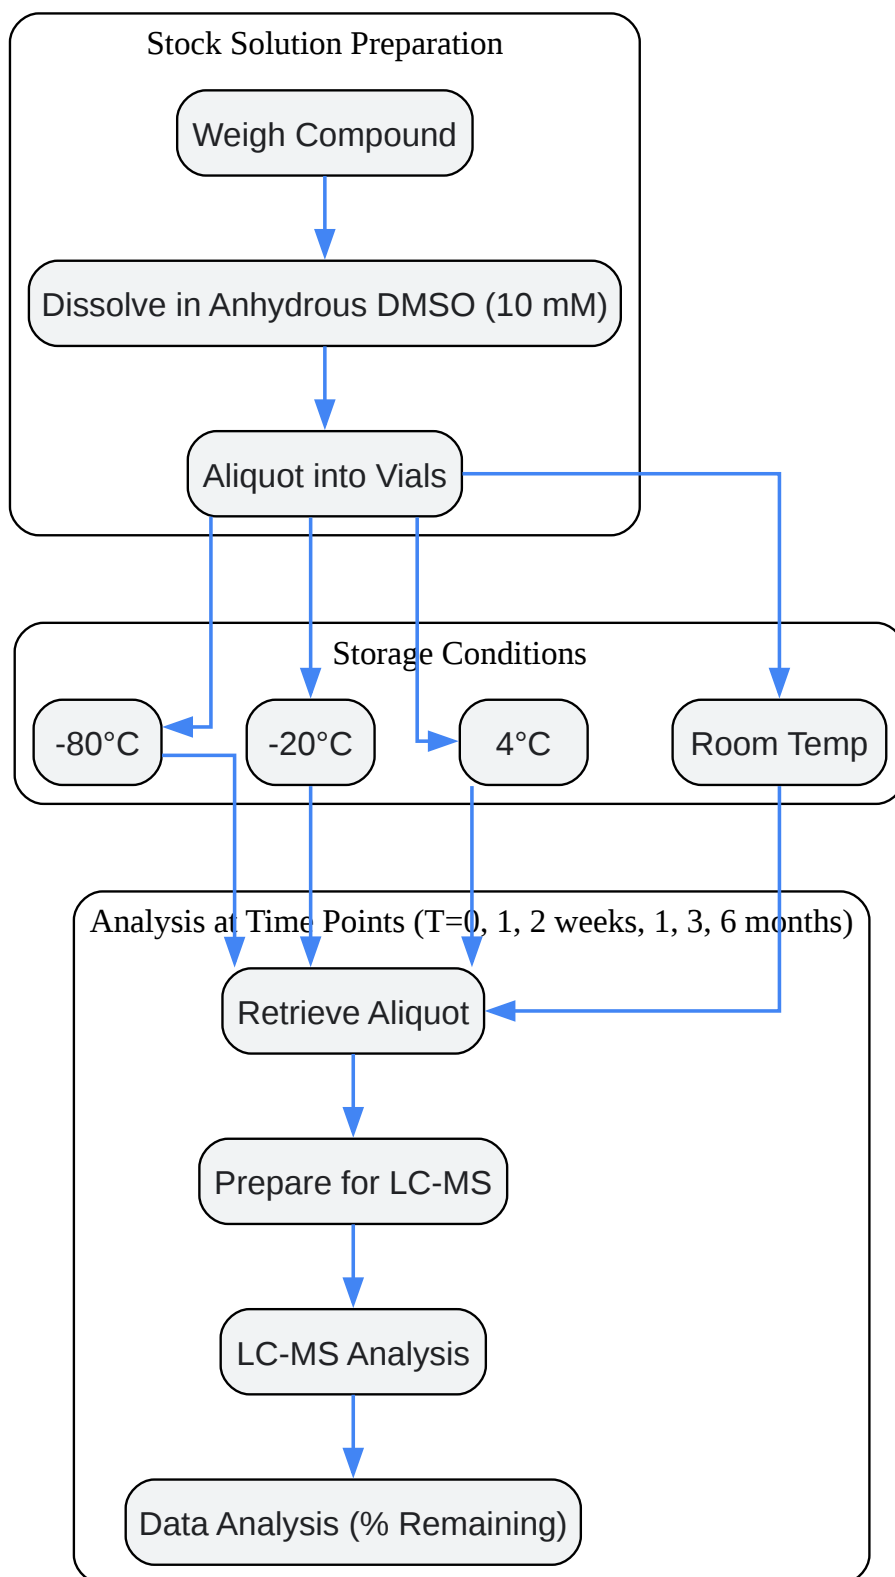 Stock Solution Preparation
Weigh Compound
Dissolve in Anhydrous DMSO (10 mM)
Aliquot into Vials
Storage Conditions
-80°C
-20°C
4°C
Room Temp
Analysis at Time Points (T=0, 1, 2 weeks, 1, 3, 6 months)
Retrieve Aliquot
Prepare for LC-MS
LC-MS Analysis
Data Analysis (% Remaining)